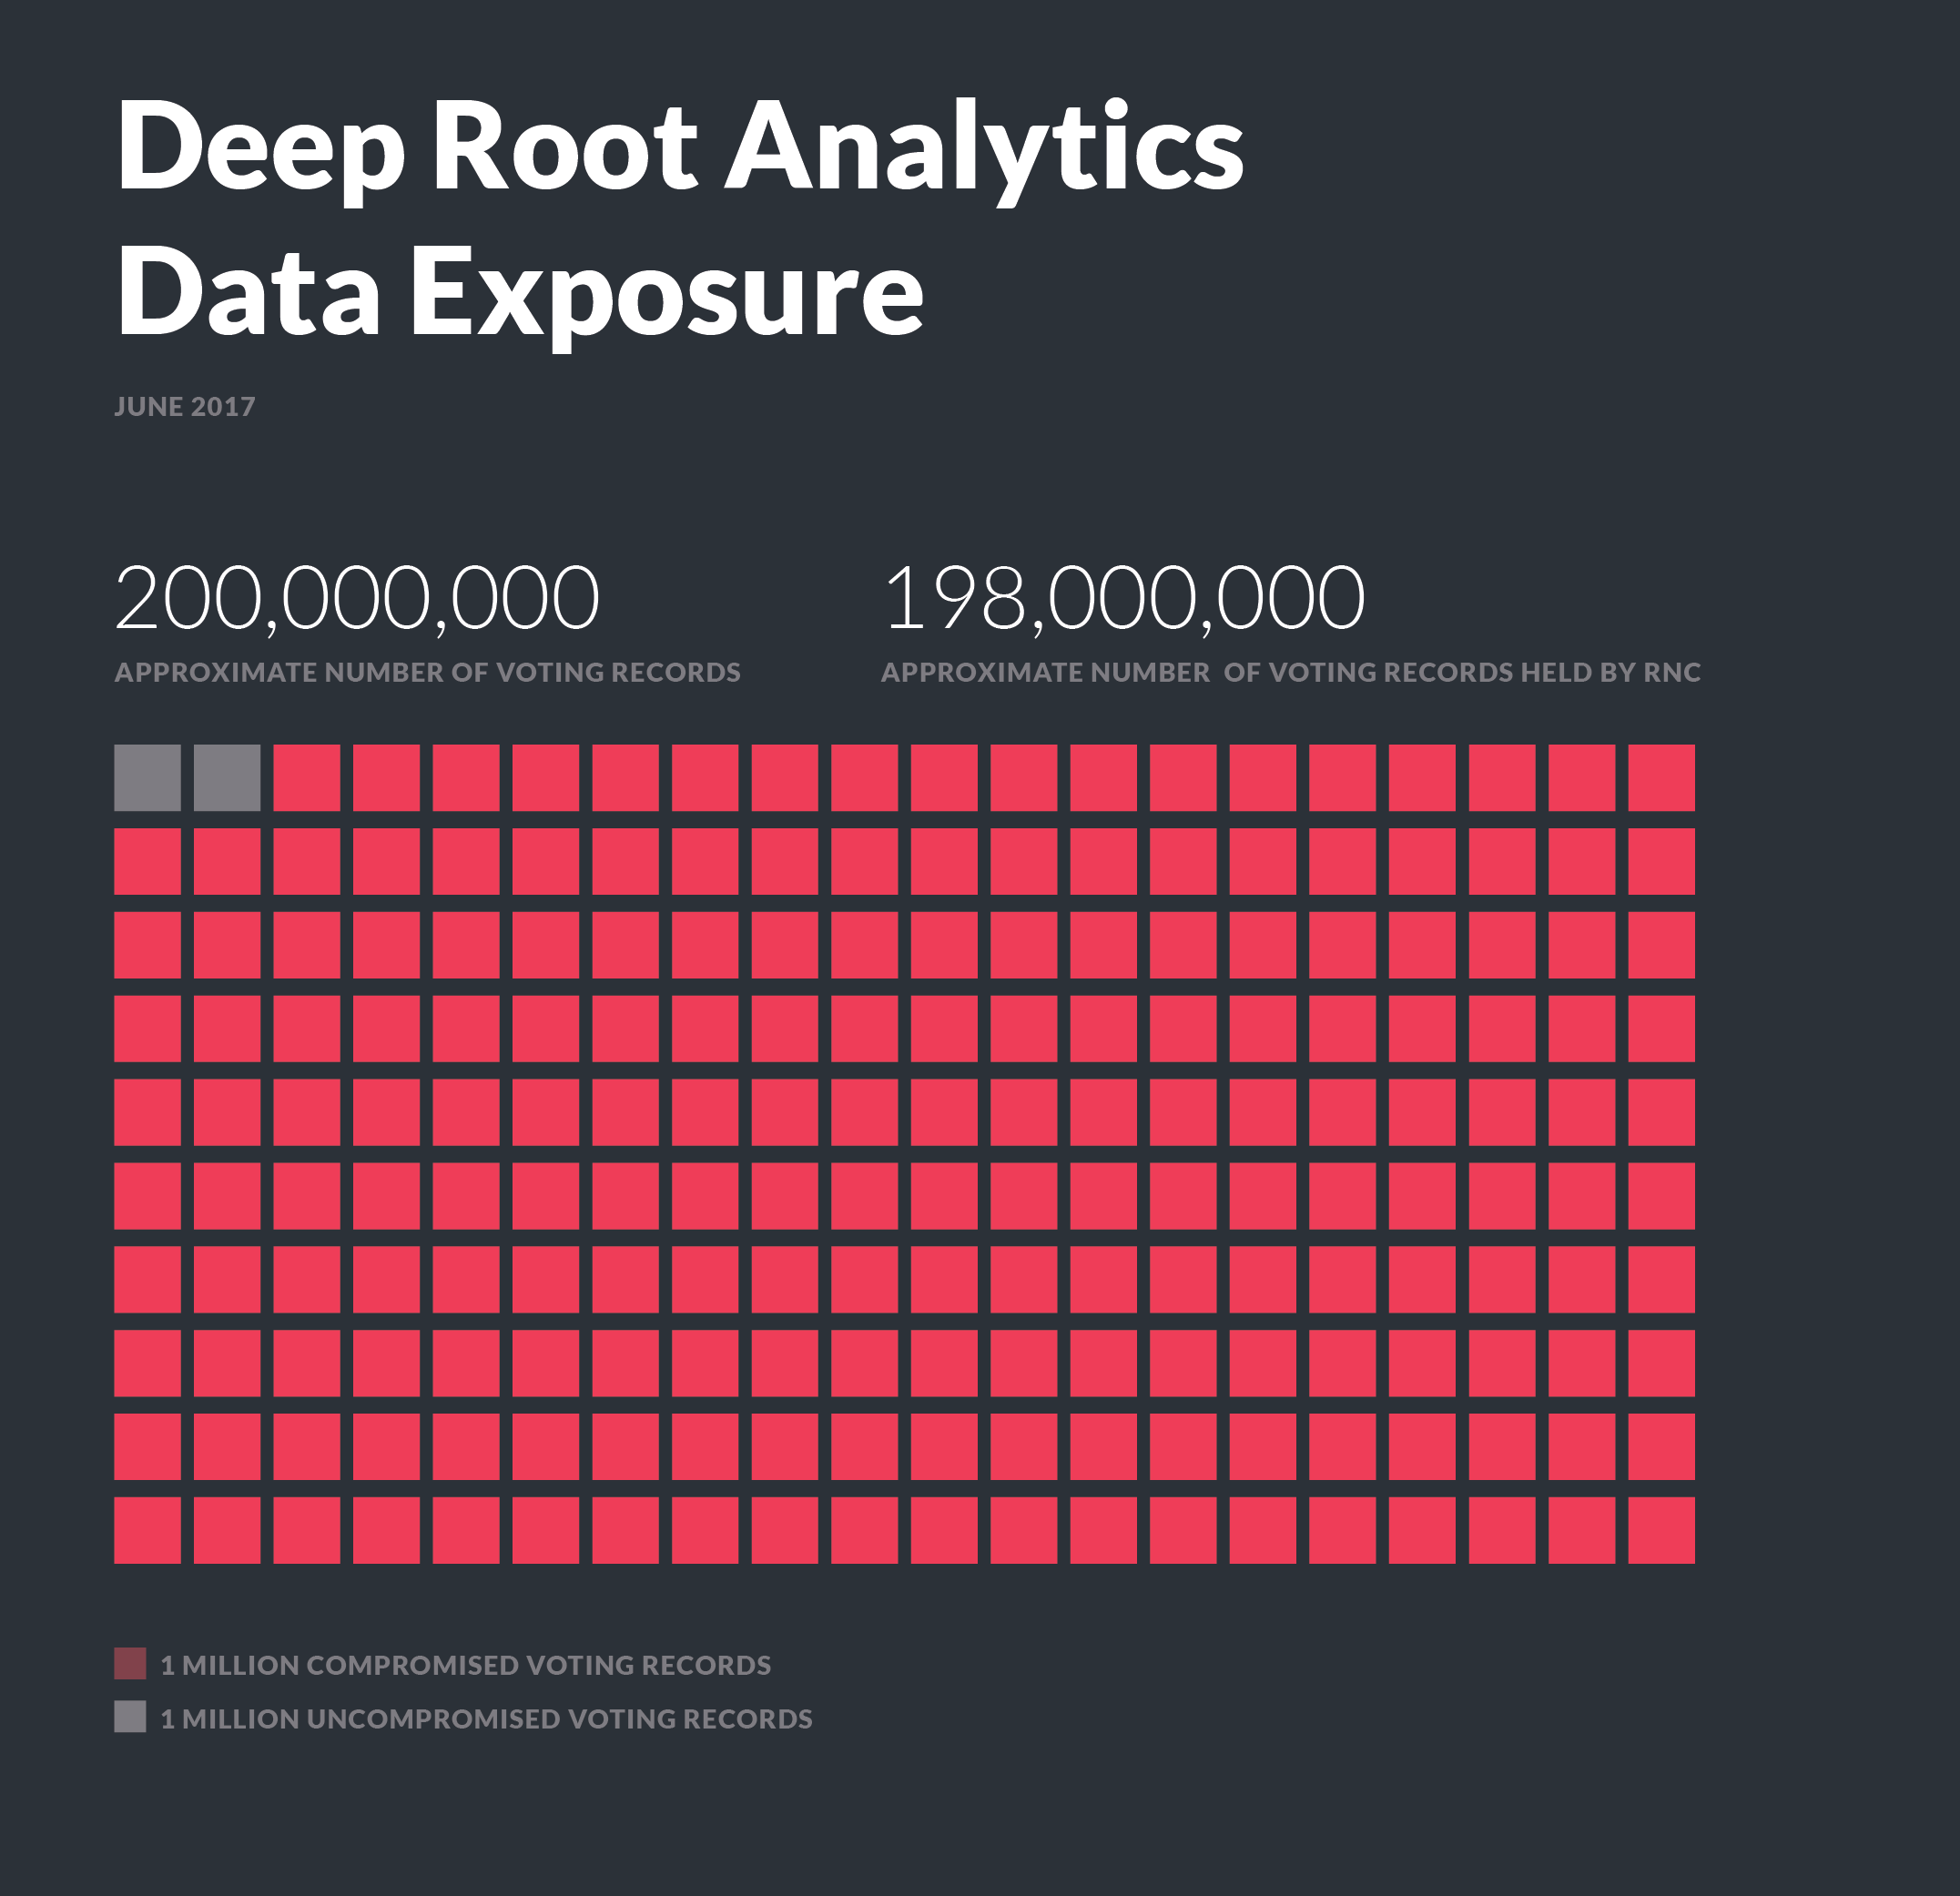 Deep Root Analytics
Data Exposure
JUNE 2017
200,000,000
198,000,000
APPROXIMATE NUMBER OF VOTING RECORDS
APPROXIMATE NUMBER OF VOTING RECORDS HELD BY RNC
1 MILLION COMPROMISED VOTING RECORDS
1 MILLION UNCOMPROMISED VOTING RECORDS